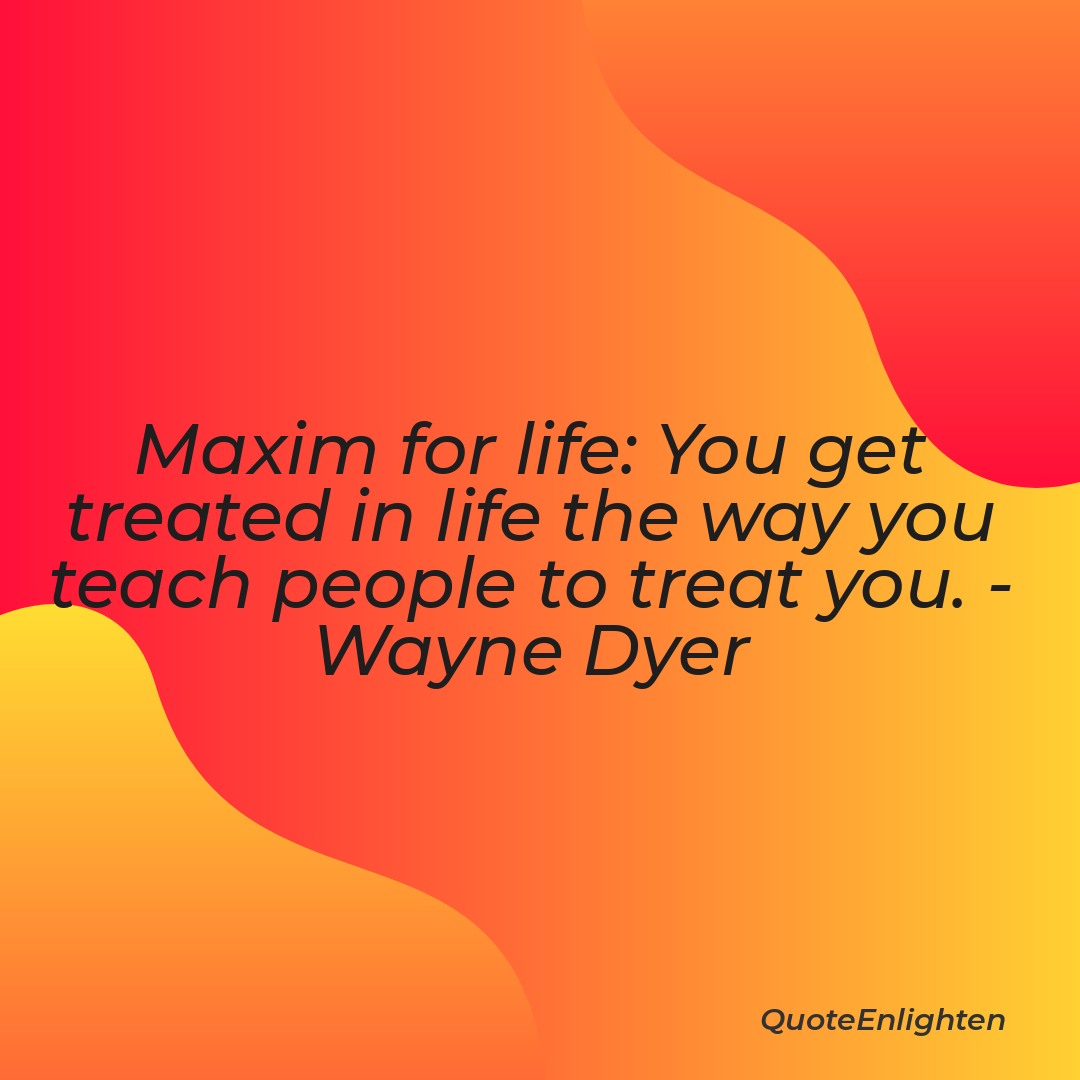 Maxim for life: You get
treated in life the way you
teach people to treat you. -
Wayne Dyer
QuoteEnlighten